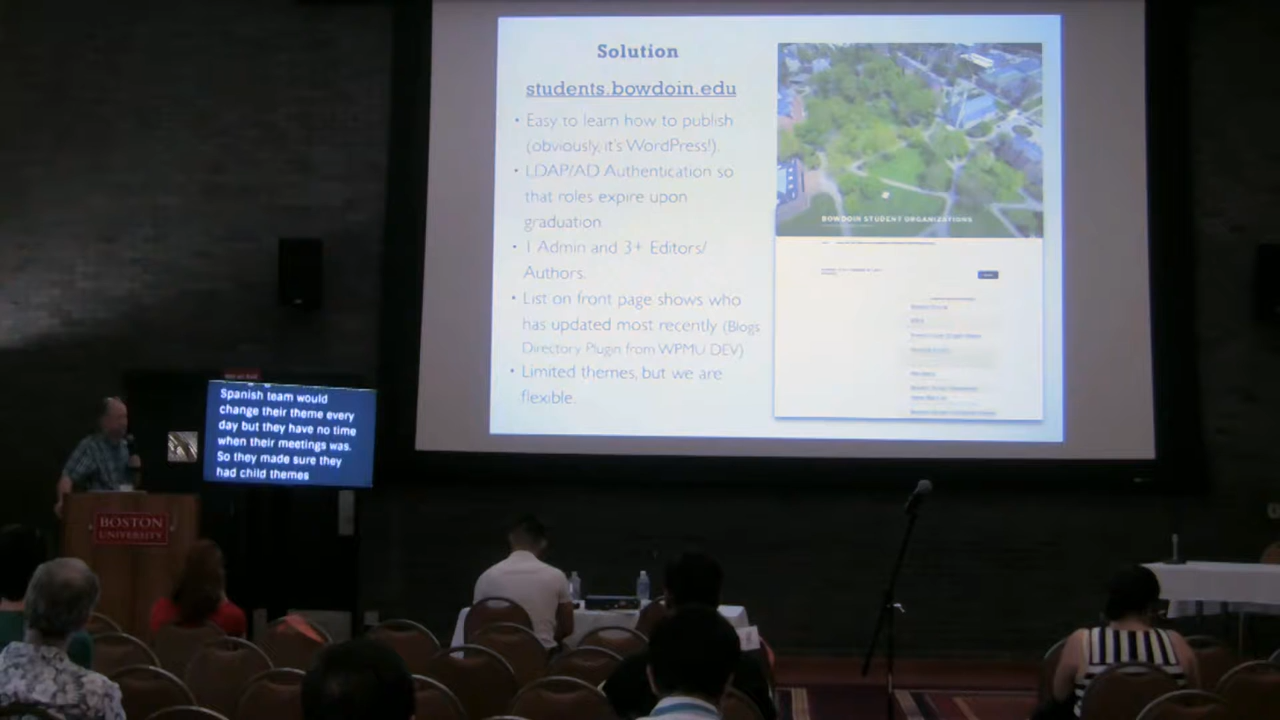 Solution
students.bowdoin.edu
• Easy to learn how to publish
(obviously, it's WordPress!).
• LDAP/AD Authentication so
that roles expire upon
graduation.
• 1 Admin and 3+ Editors/
Authors.
• List on front page shows who
has updated most recently (Blogs
Directory Plugin from WPMU DEV)
• Limited themes, but we are
flexible.
BOWDOIN STUDENT ORGANIZATIONS
Spanish team would
change their theme every
day but they have no time
when their meetings was.
So they made sure they
had child themes
BOSTON
UNIVERSITY